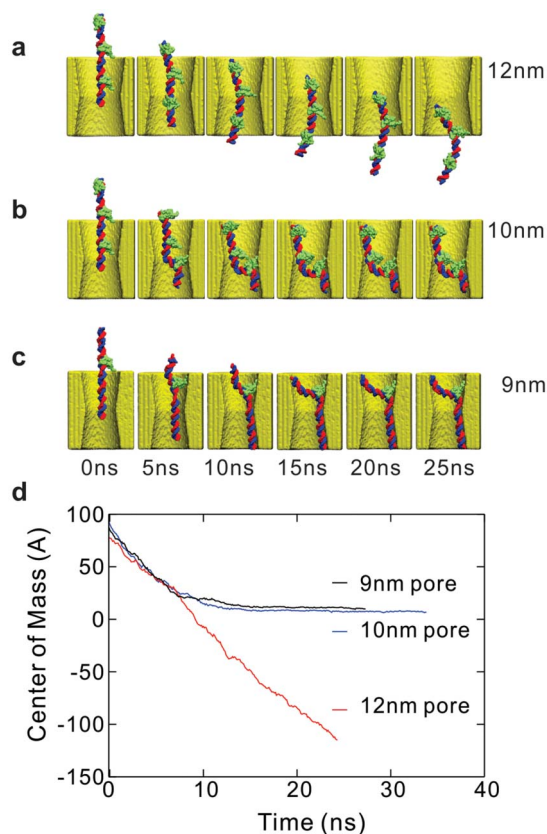 a
12nm
b
10nm
c
9nm
0ns 5ns 10ns 15ns 20ns 25ns
d
100
50
0
-50
-100
-150
Center of Mass (A)
9nm pore
10nm pore
12nm pore
0 10 20 30 40
Time (ns)